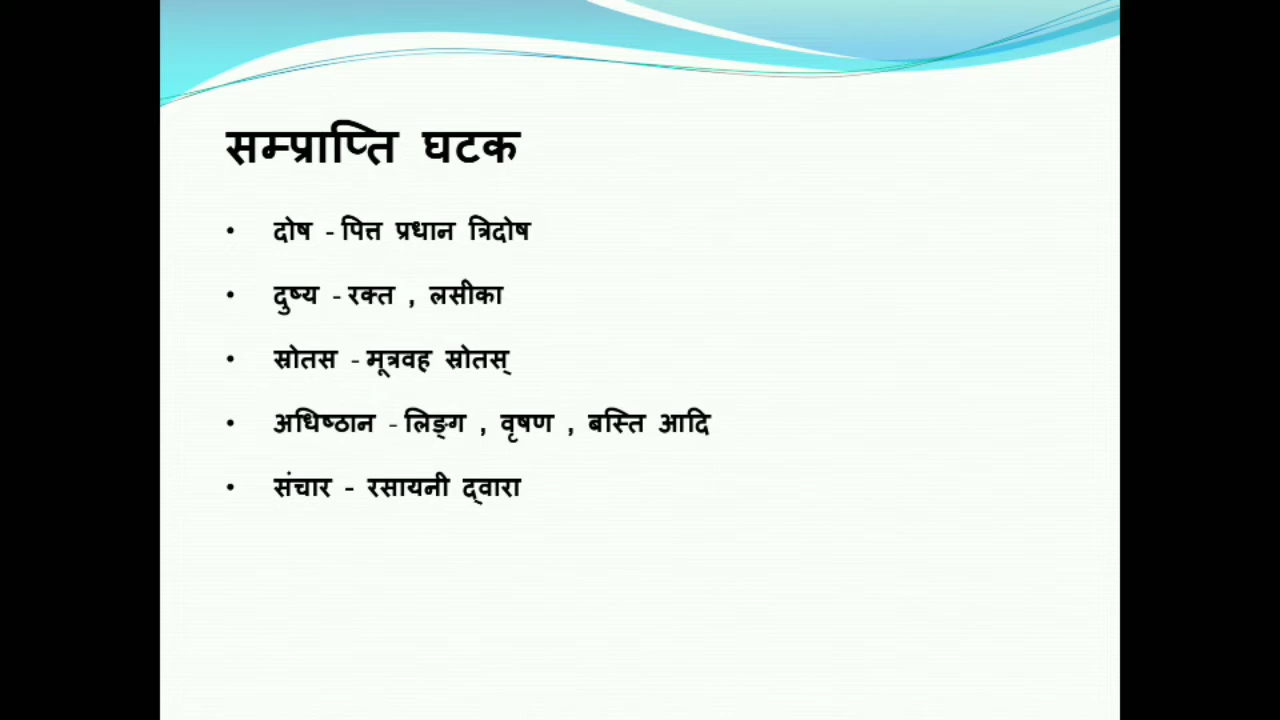 सम्प्राप्ति घटक
• दोष - पित्त प्रधान त्रिदोष
• दुष्य - रक्त , लसीका
• स्रोतस - मूत्रवह स्रोतस्
• अधिष्ठान - लिङ्ग , वृषण , बस्ति आदि
• संचार - रसायनी द्वारा